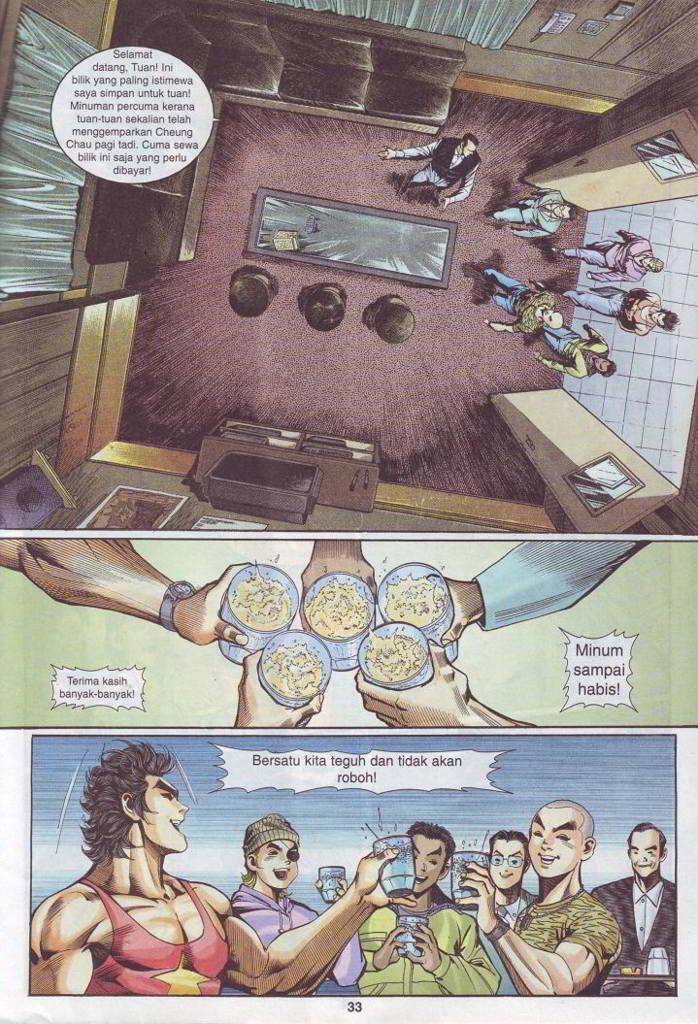 Selamat
datang, Tuan! Ini
bilik yang paling istimewa
saya simpan untuk tuan!
Minuman percuma kerana
tuan-tuan sekalian telah
menggemparkan Cheung
Chau pagi tadi. Cuma sewa
bilik ini saja yang perlu
dibayar!
Terima kasih
banyak-banyak!
Minum
sampai
habis!
Bersatu kita teguh dan tidak akan
roboh!
33